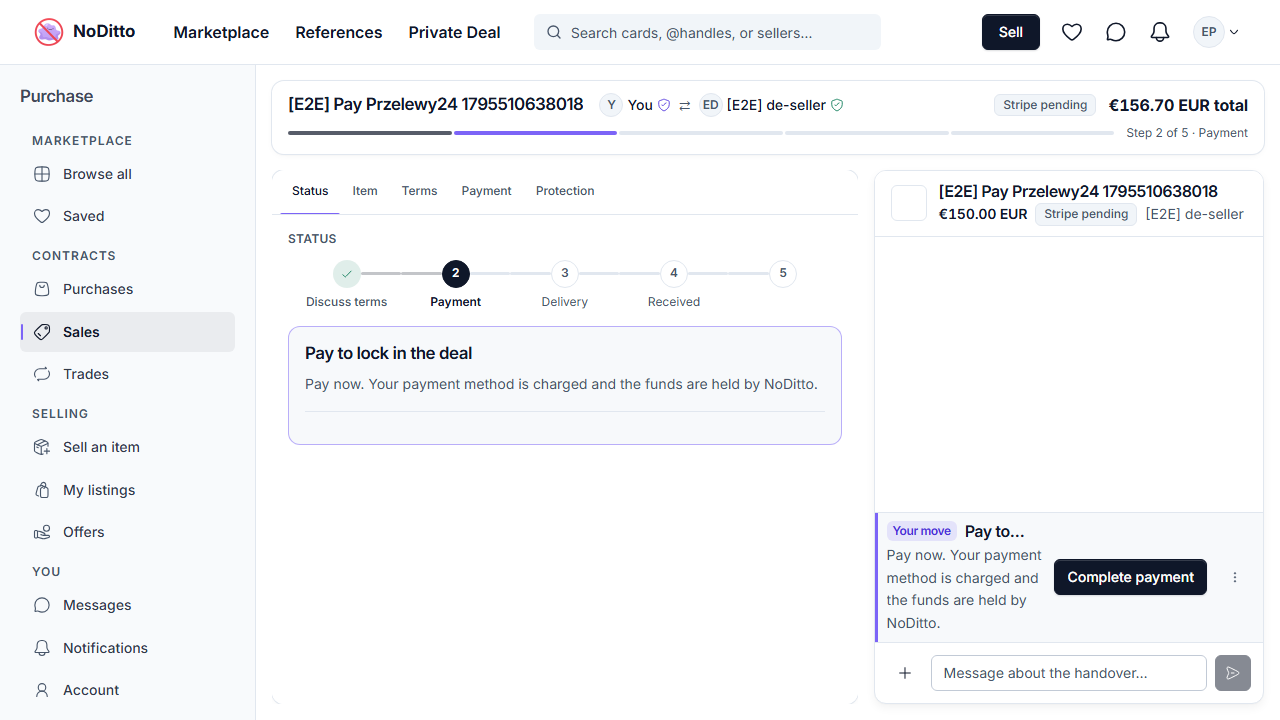 NoDitto
Marketplace
References
Private Deal
Search cards, @handles, or sellers...
Sell
EP
Purchase
MARKETPLACE
Browse all
Saved
CONTRACTS
Purchases
Sales
Trades
SELLING
Sell an item
My listings
Offers
YOU
Messages
Notifications
Account
[E2E] Pay Przelewy24 1795510638018
Y You
ED [E2E] de-seller
Stripe pending
€156.70 EUR total
Step 2 of 5 · Payment
Status
Item
Terms
Payment
Protection
STATUS
2
3
4
5
Discuss terms
Payment
Delivery
Received
Pay to lock in the deal
Pay now. Your payment method is charged and the funds are held by NoDitto.
[E2E] Pay Przelewy24 1795510638018
€150.00 EUR
Stripe pending
[E2E] de-seller
Your move
Pay to...
Pay now. Your payment
method is charged and
the funds are held by
NoDitto.
Complete payment
Message about the handover...